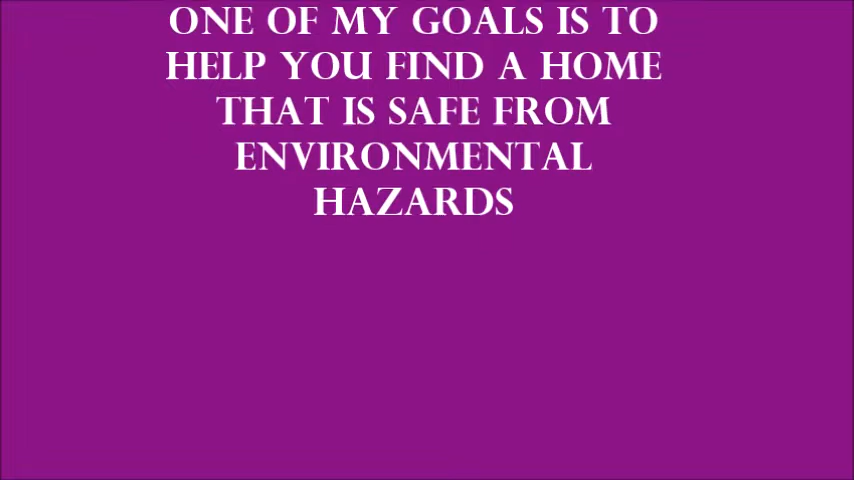 ONE OF MY GOALS IS TO
HELP YOU FIND A HOME
THAT IS SAFE FROM
ENVIRONMENTAL
HAZARDS